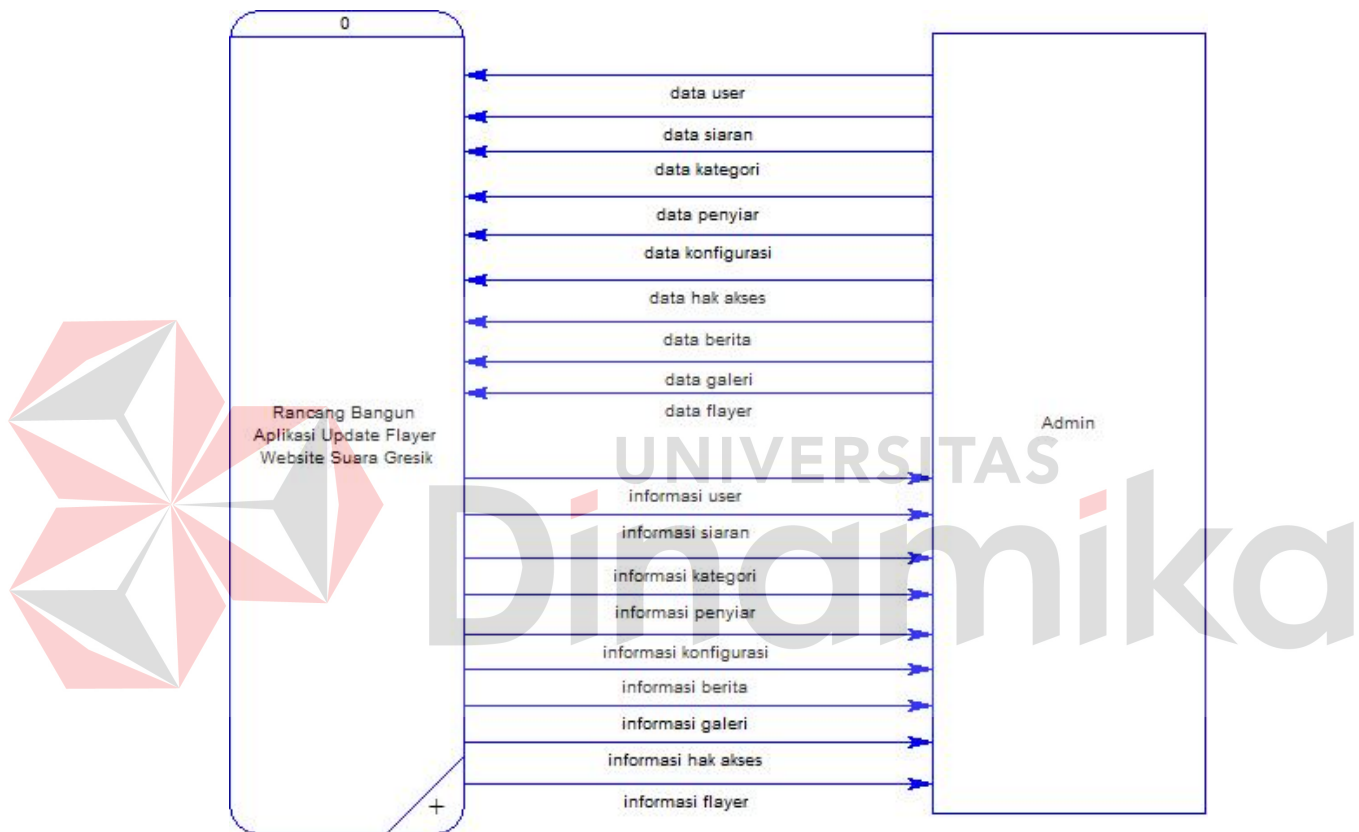 0
data user
data siaran
data kategori
data penyiar
data konfigurasi
data hak akses
data berita
data galeri
data flayer
Rancang Bangun
Aplikasi Update Flayer
Website Suara Gresik
Admin
UNIVERSITAS
Dinamika
informasi user
informasi siaran
informasi kategori
informasi penyiar
informasi konfigurasi
informasi berita
informasi galeri
informasi hak akses
informasi flayer
+